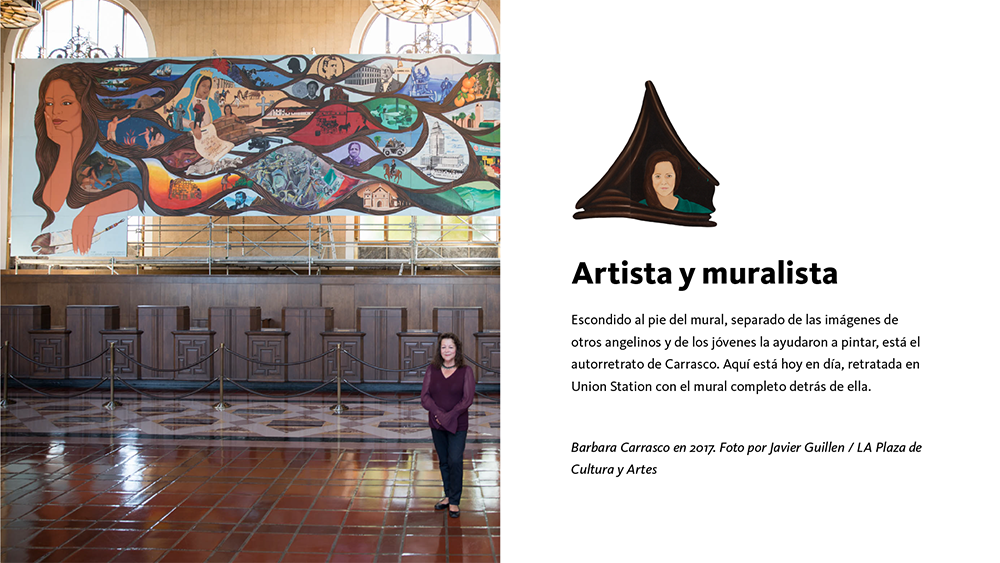 Artista y muralista
Escondido al pie del mural, separado de las imágenes de
otros angelinos y de los jóvenes la ayudaron a pintar, está el
autorretrato de Carrasco. Aquí está hoy en día, retratada en
Union Station con el mural completo detrás de ella.
Barbara Carrasco en 2017. Foto por Javier Guillen / LA Plaza de
Cultura y Artes